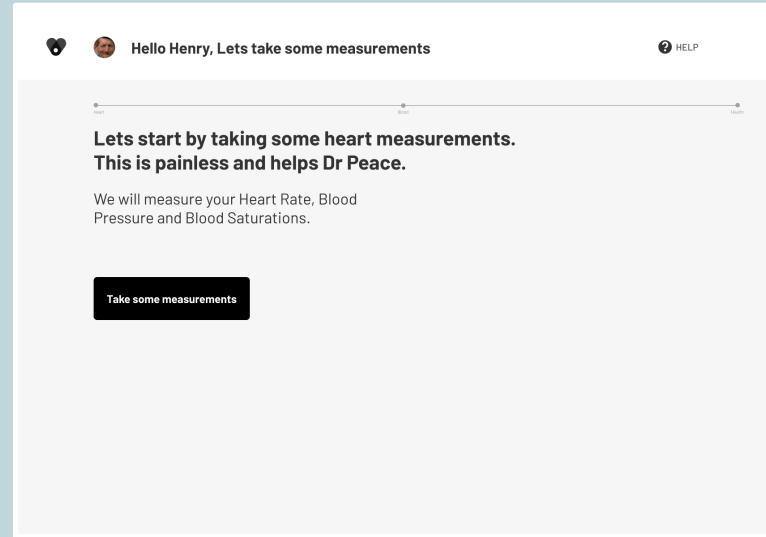 Hello Henry, Lets take some measurements
HELP
Heart
Blood
Health
Lets start by taking some heart measurements.
This is painless and helps Dr Peace.
We will measure your Heart Rate, Blood
Pressure and Blood Saturations.
Take some measurements